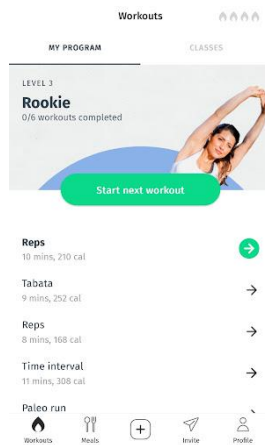 Workouts
MY PROGRAM
CLASSES
LEVEL 3
Rookie
0/6 workouts completed
Start next workout
Reps
10 mins, 210 cal
Tabata
9 mins, 252 cal
Reps
8 mins, 168 cal
Time interval
11 mins, 308 cal
Paleo run
Workouts
Meals
Invite
Profile